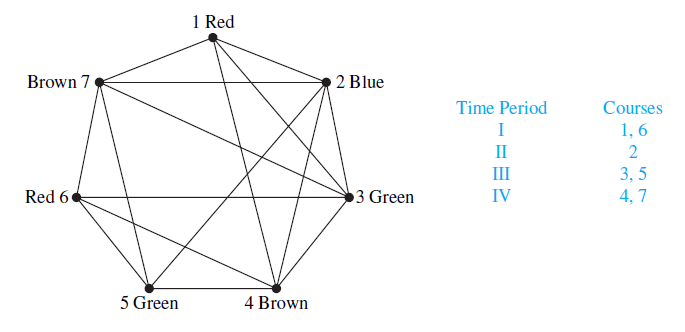 1 Red
Brown 7
2 Blue
Red 6
3 Green
5 Green
4 Brown
Time Period Courses
I 1, 6
II 2
III 3, 5
IV 4, 7